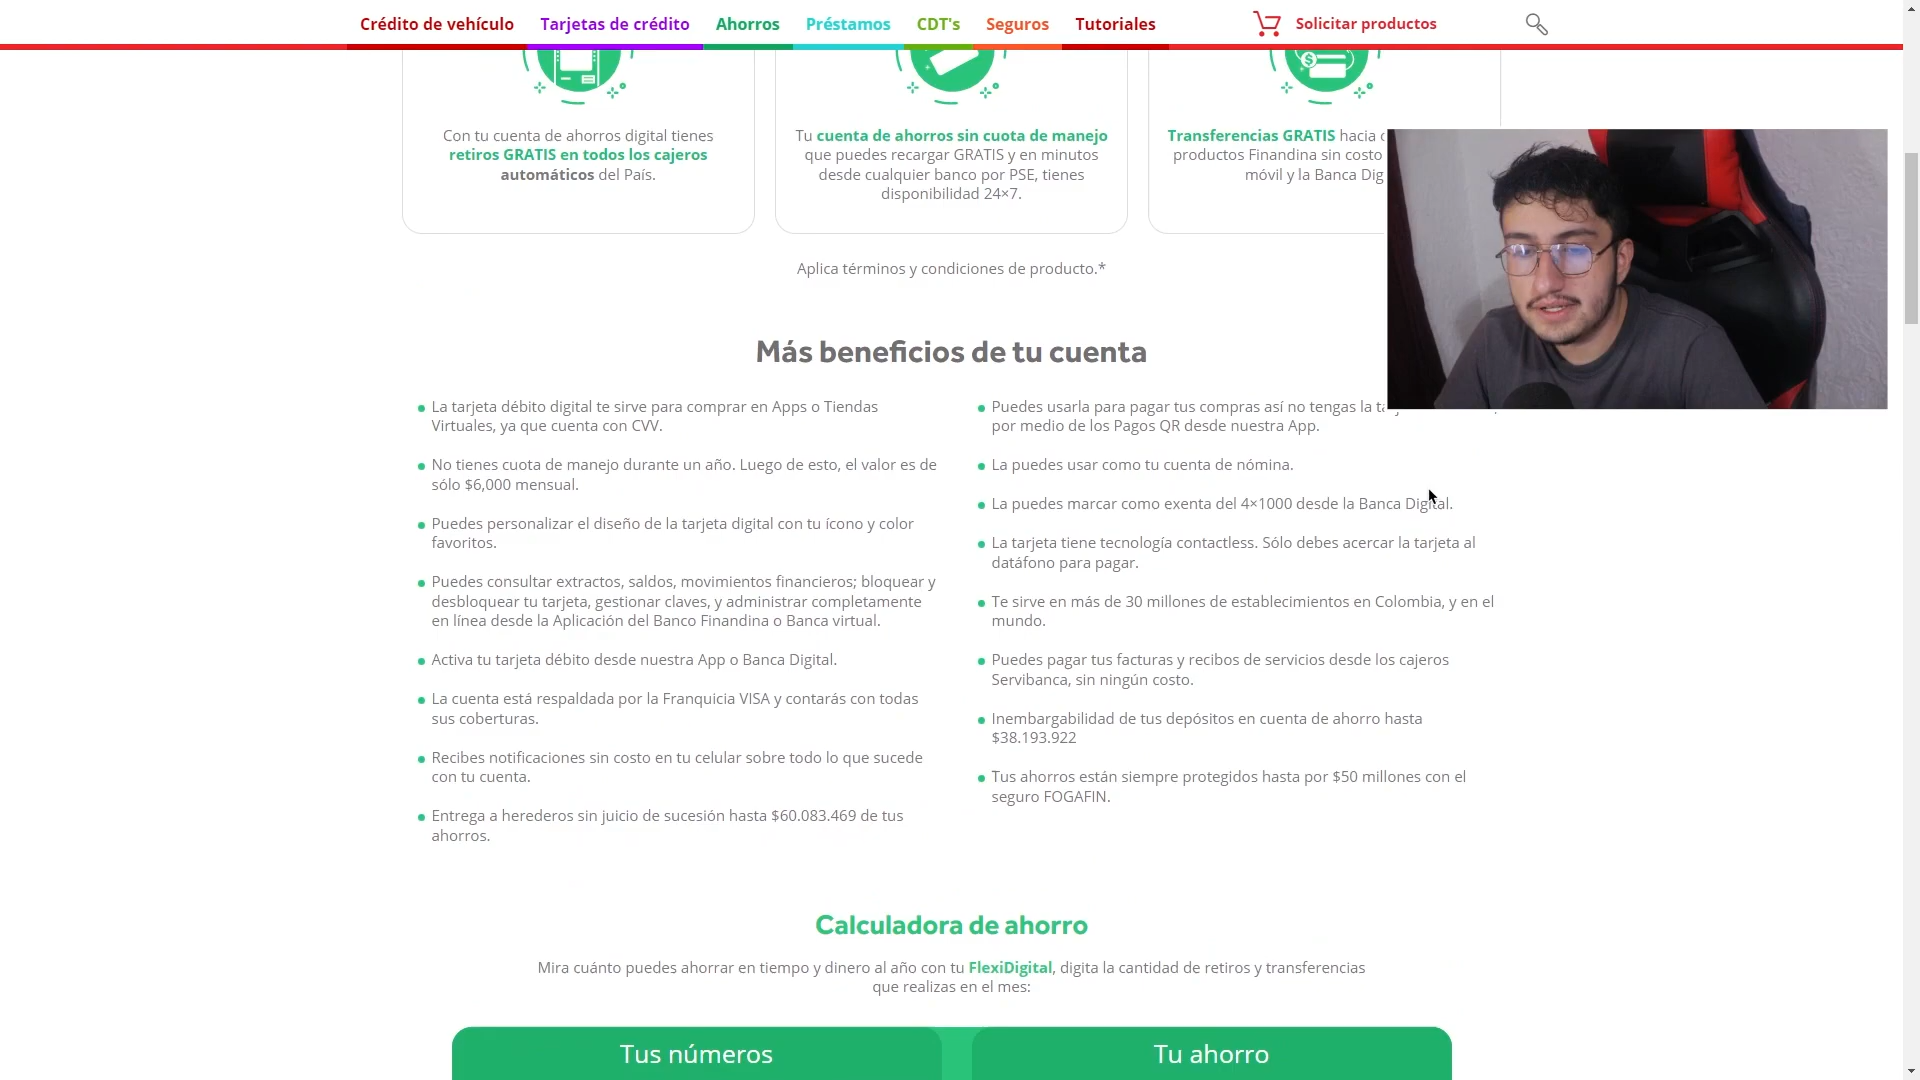 Crédito de vehículo
Tarjetas de crédito
Ahorros
Préstamos
CDT's
Seguros
Tutoriales
Solicitar productos
Con tu cuenta de ahorros digital tienes
retiros GRATIS en todos los cajeros
automáticos del País.
Tu cuenta de ahorros sin cuota de manejo
que puedes recargar GRATIS y en minutos
desde cualquier banco por PSE, tienes
disponibilidad 24×7.
Transferencias GRATIS hacia
productos Finandina sin costo
móvil y la Banca
Aplica términos y condiciones de producto.*
Más beneficios de tu cuenta
La tarjeta débito digital te sirve para comprar en Apps o Tiendas
Virtuales, ya que cuenta con CVV.
No tienes cuota de manejo durante un año. Luego de esto, el valor es de
sólo $6,000 mensual.
Puedes personalizar el diseño de la tarjeta digital con tu ícono y color
favoritos.
Puedes consultar extractos, saldos, movimientos financieros; bloquear y
desbloquear tu tarjeta, gestionar claves, y administrar completamente
en línea desde la Aplicación del Banco Finandina o Banca virtual.
Activa tu tarjeta débito desde nuestra App o Banca Digital.
La cuenta está respaldada por la Franquicia VISA y contarás con todas
sus coberturas.
Recibes notificaciones sin costo en tu celular sobre todo lo que sucede
con tu cuenta.
Entrega a herederos sin juicio de sucesión hasta $60.083.469 de tus
ahorros.
Puedes usarla para pagar tus compras así no tengas la
por medio de los Pagos QR desde nuestra App.
La puedes usar como tu cuenta de nómina.
La puedes marcar como exenta del 4×1000 desde la Banca Digital.
La tarjeta tiene tecnología contactless. Sólo debes acercar la tarjeta al
datáfono para pagar.
Te sirve en más de 30 millones de establecimientos en Colombia, y en el
mundo.
Puedes pagar tus facturas y recibos de servicios desde los cajeros
Servibanca, sin ningún costo.
Inembargabilidad de tus depósitos en cuenta de ahorro hasta
$38.193.922
Tus ahorros están siempre protegidos hasta por $50 millones con el
seguro FOGAFIN.
Calculadora de ahorro
Mira cuánto puedes ahorrar en tiempo y dinero al año con tu FlexiDigital, digita la cantidad de retiros y transferencias
que realizas en el mes:
Tus números
Tu ahorro